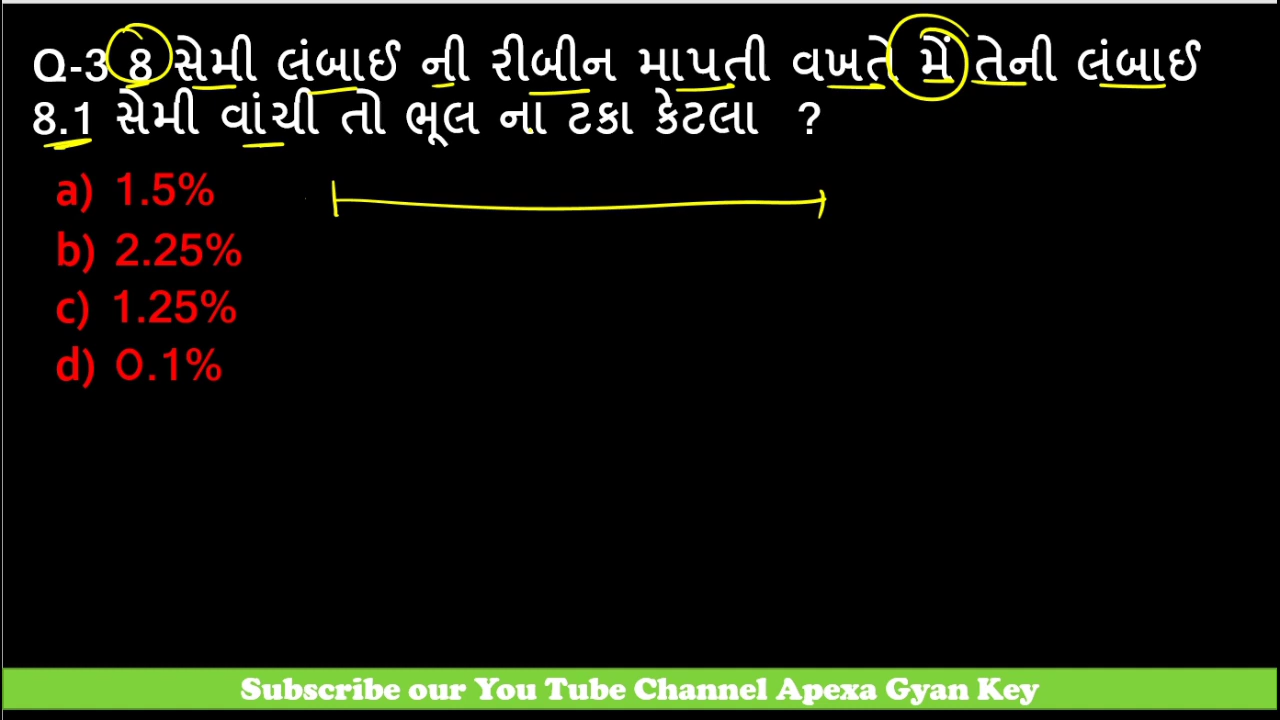 Q-3 8 સેમી લંબાઈ ની રીબીન માપતી વખતે મેં તેની લંબાઈ
8.1 સેમી વાંચી તો ભૂલ ના ટકા કેટલા ?
a) 1.5%
b) 2.25%
c) 1.25%
d) 0.1%
Subscribe our You Tube Channel Apexa Gyan Key